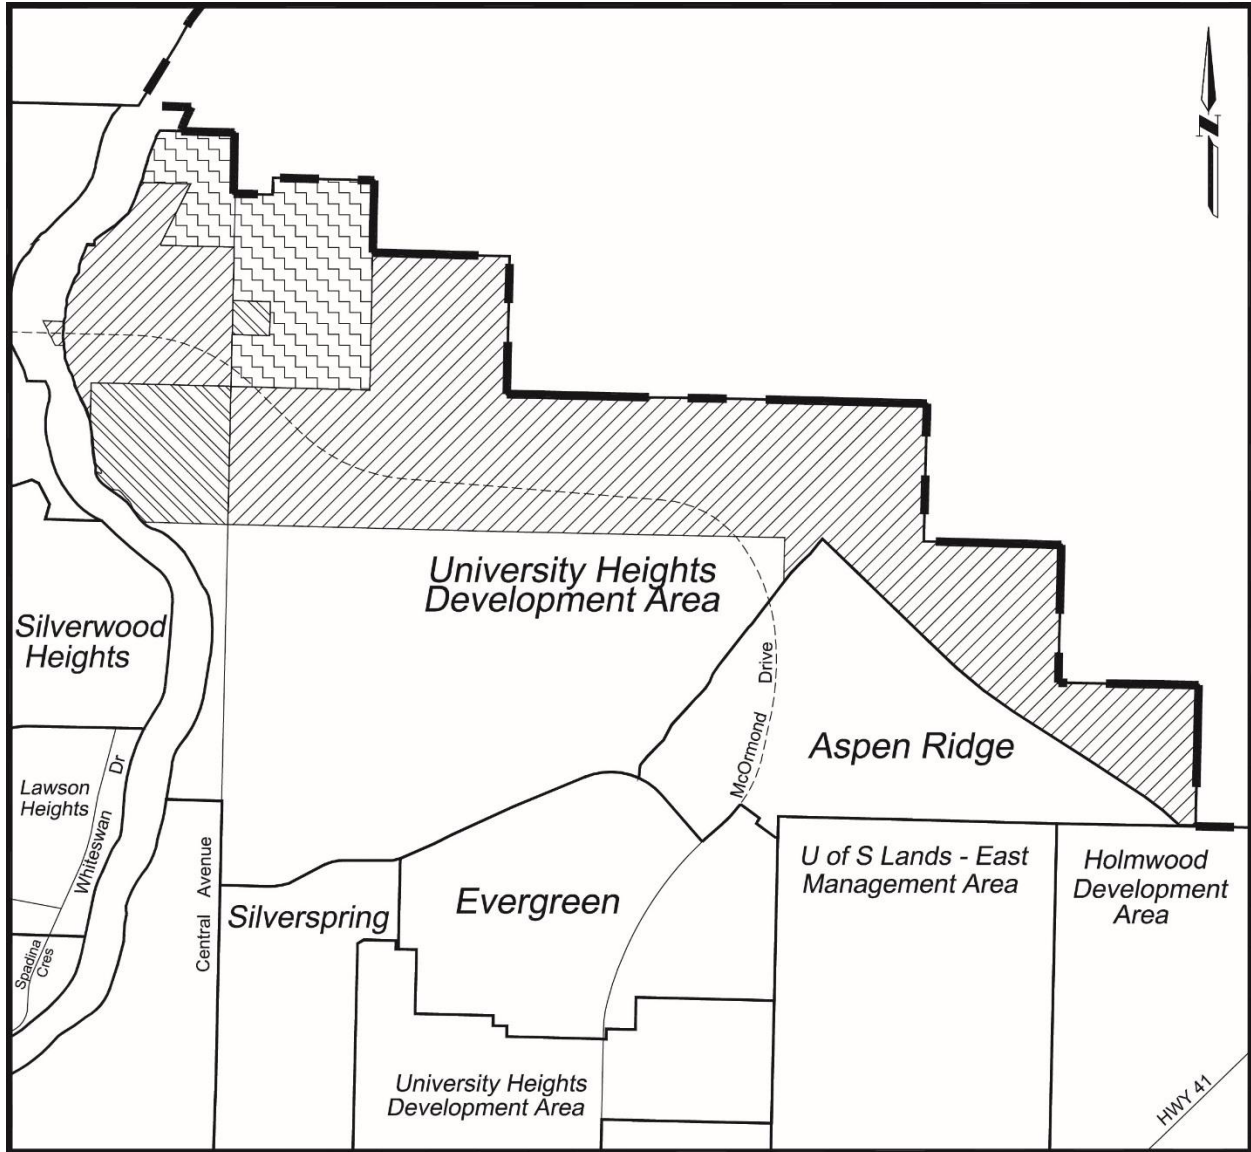 N
University Heights
Development Area
Silverwood
Heights
Drive
McOrmond
Aspen Ridge
Lawson
Heights
Dr
Whiteswan
Central Avenue
U of S Lands - East
Management Area
Holmwood
Development
Area
Silverspring
Evergreen
Spadina
Cres
University Heights
Development Area
HWY 41